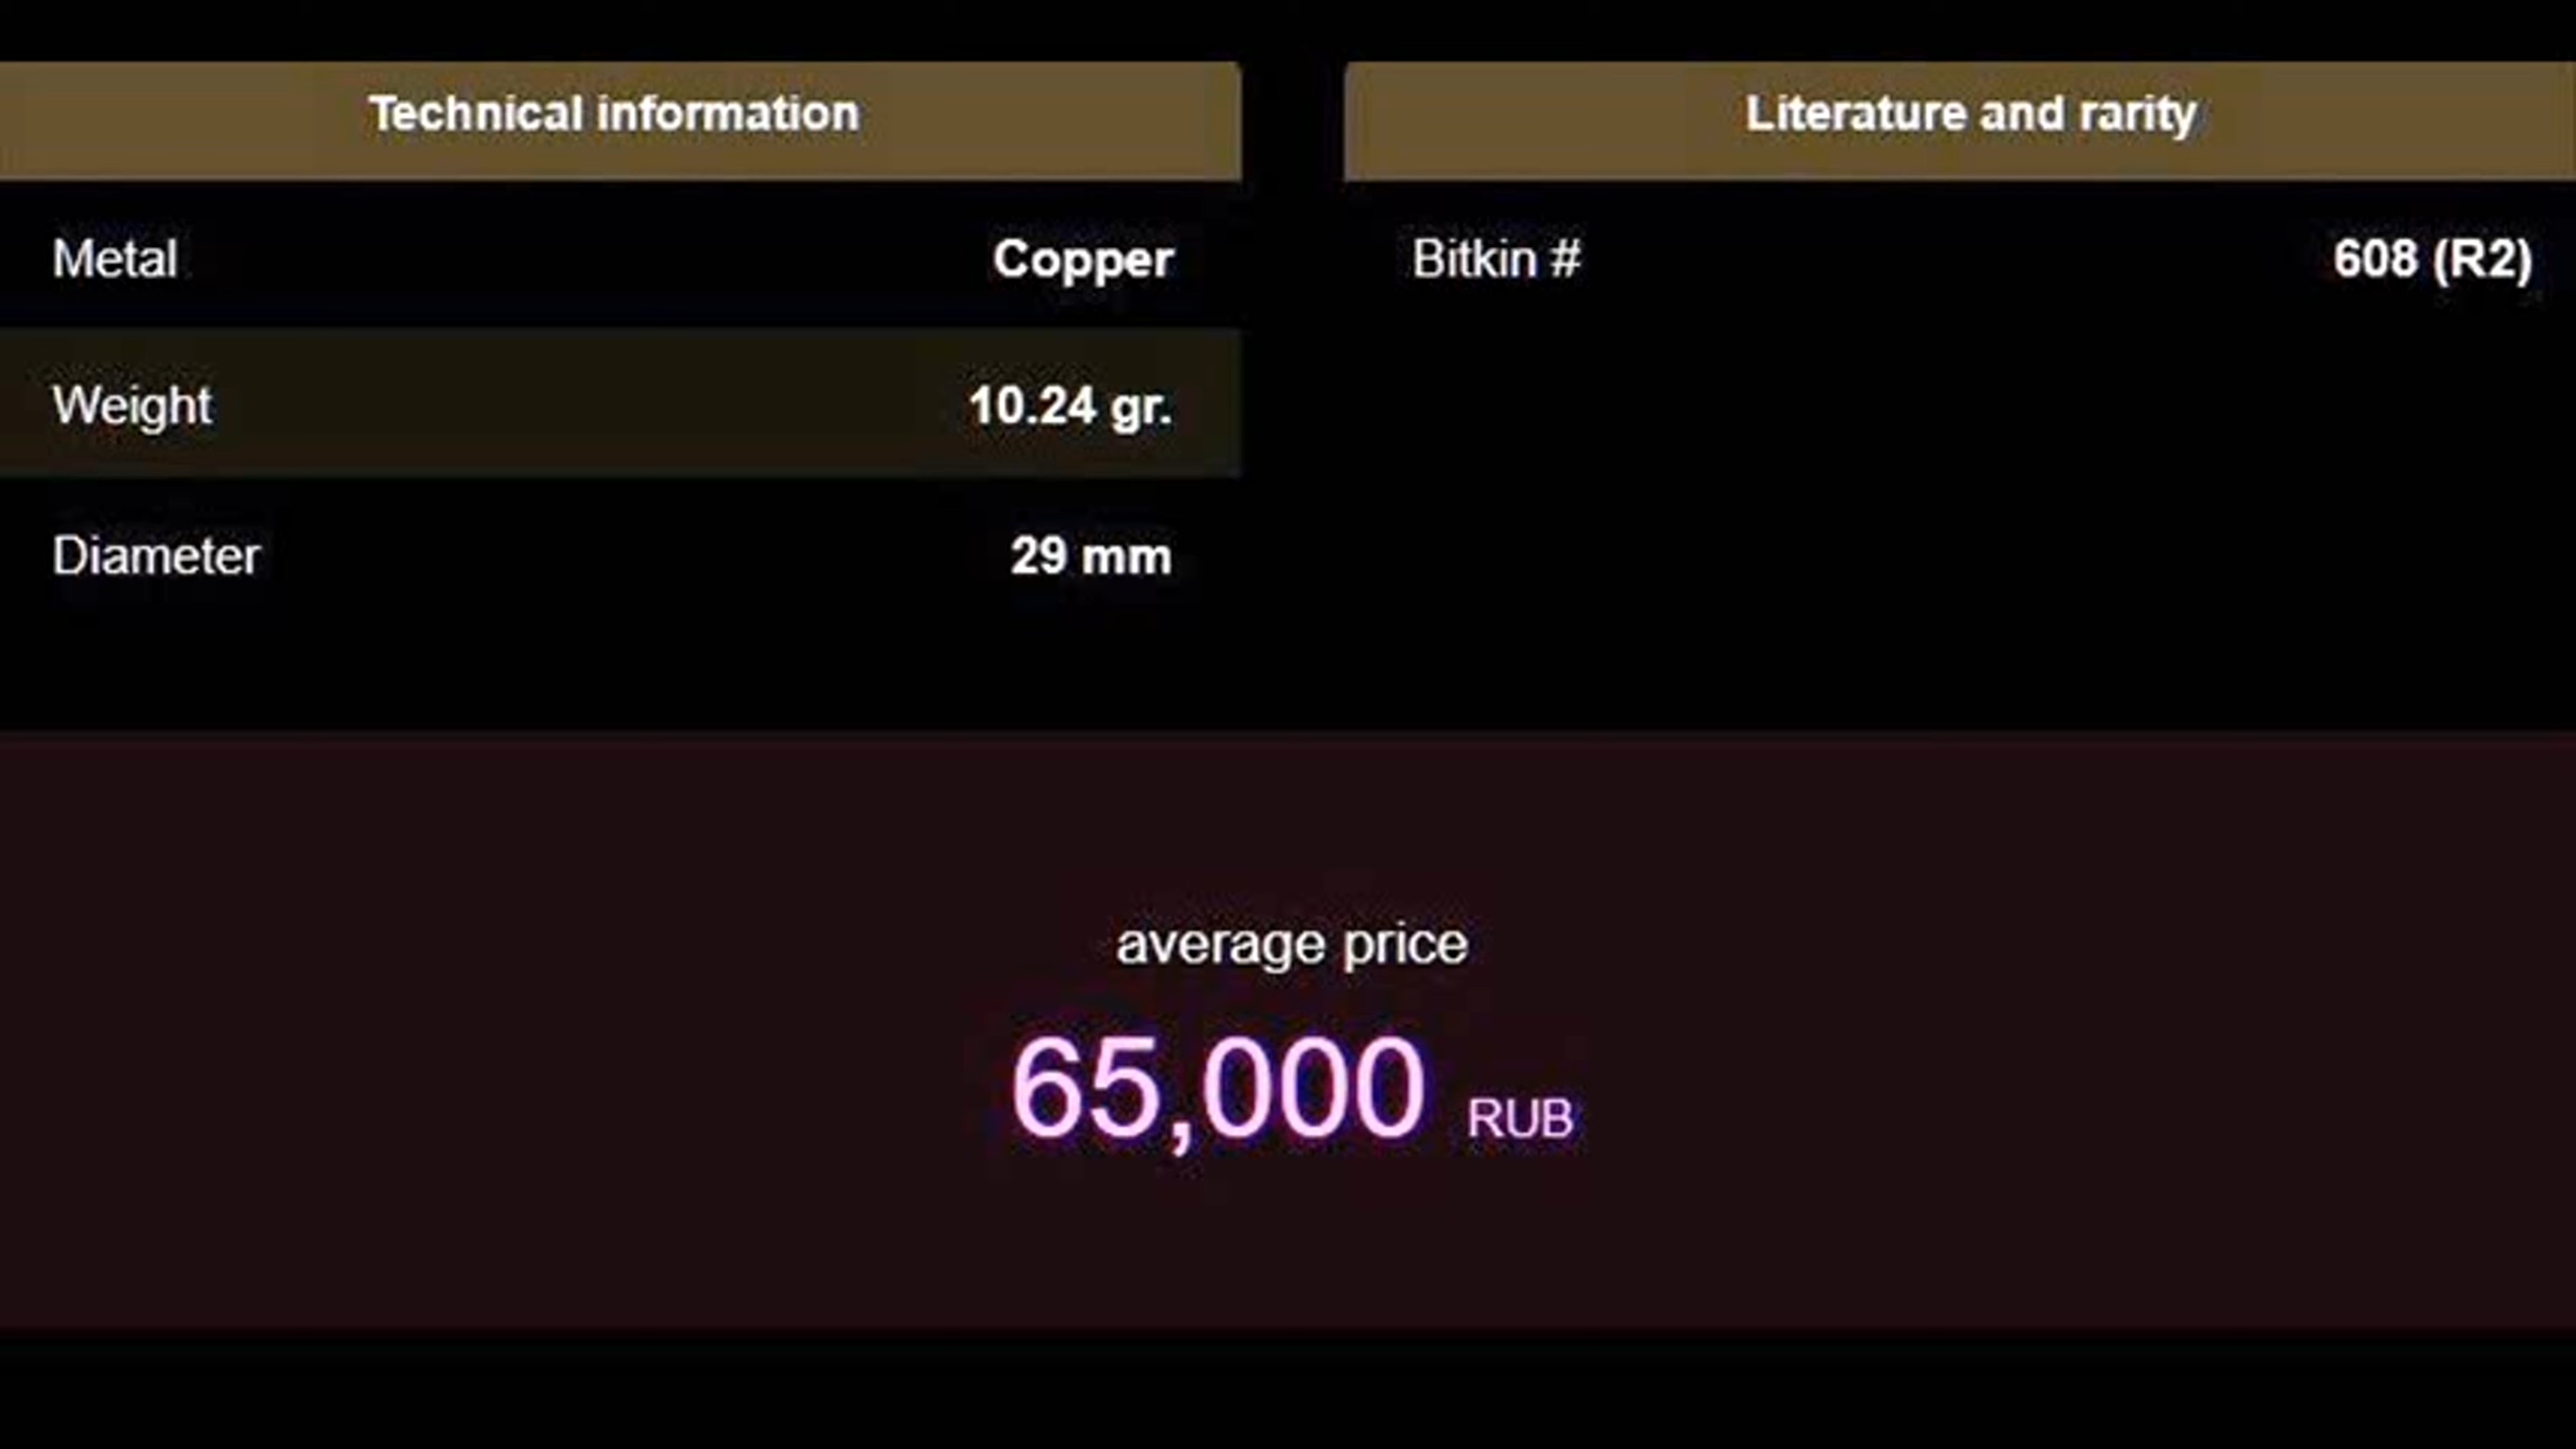 Technical information
Metal Copper
Weight 10.24 gr.
Diameter 29 mm
Literature and rarity
Bitkin # 608 (R2)
average price
65,000 RUB